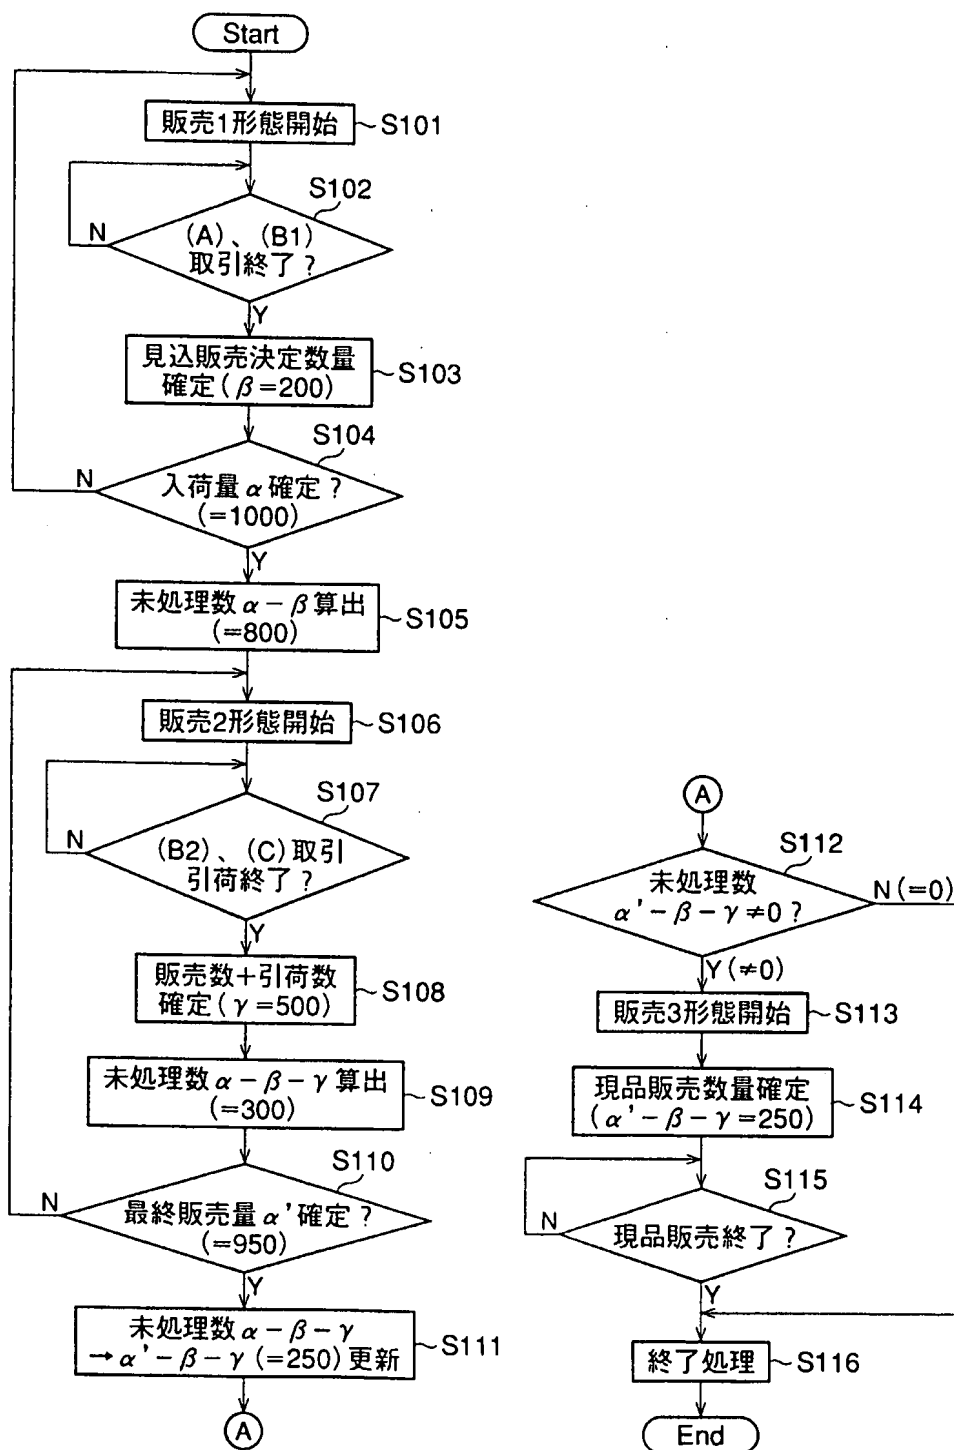 Start
販売1形態開始
S101
S102
(A)、(B1)
取引終了?
N
Y
見込販売決定数量
確定(β=200)
S103
S104
入荷量α確定?
(=1000)
N
Y
未処理数α-β算出
(=800)
S105
販売2形態開始
S106
S107
(B2)、(C)取引
引荷終了?
N
Y
販売数+引荷数
確定(γ=500)
S108
未処理数α-β-γ算出
(=300)
S109
S110
最終販売量α'確定?
(=950)
N
Y
未処理数α-β-γ
→α'-β-γ(=250)更新
S111
A
A
S112
未処理数
α'-β-γ≠0?
N(=0)
Y(≠0)
販売3形態開始
S113
現品販売数量確定
(α'-β-γ=250)
S114
S115
現品販売終了?
N
Y
終了処理
S116
End